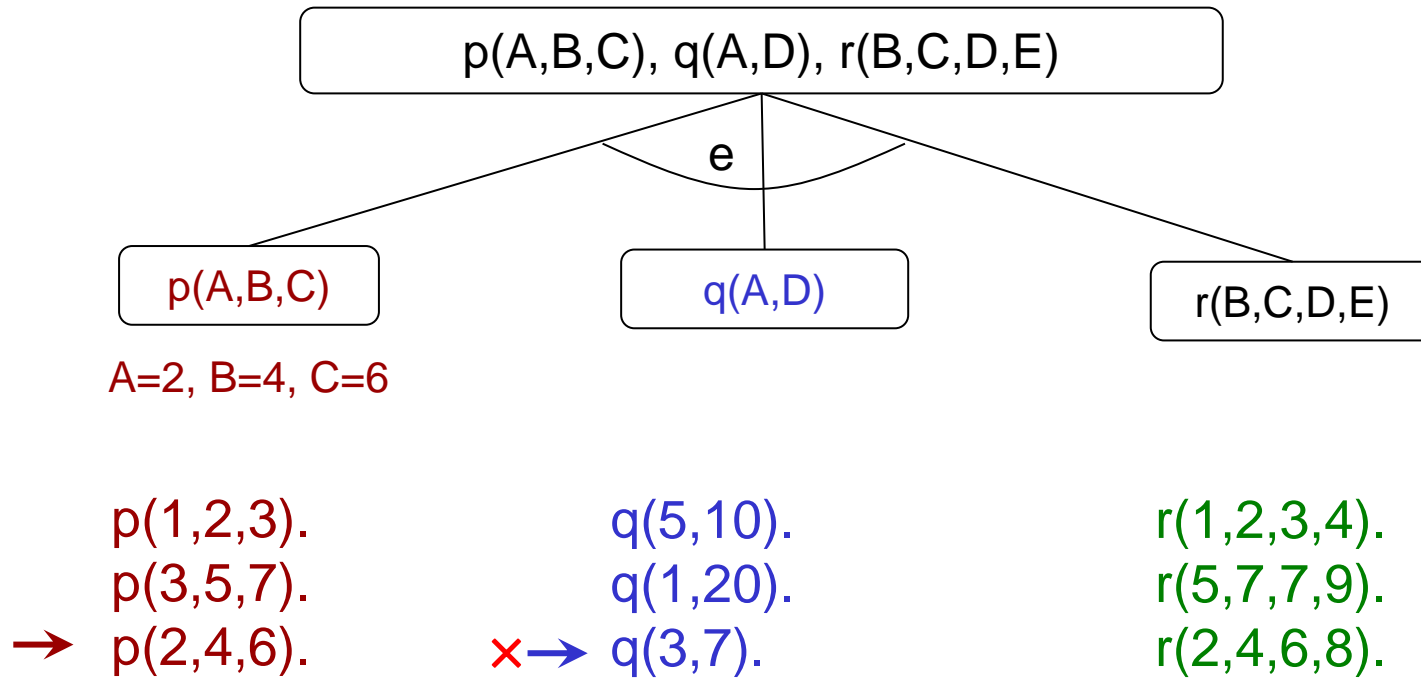 p(A,B,C), q(A,D), r(B,C,D,E)
e
p(A,B,C)
q(A,D)
r(B,C,D,E)
A=2, B=4, C=6
p(1,2,3).
p(3,5,7).
p(2,4,6).
q(5,10).
q(1,20).
q(3,7).
r(1,2,3,4).
r(5,7,7,9).
r(2,4,6,8).